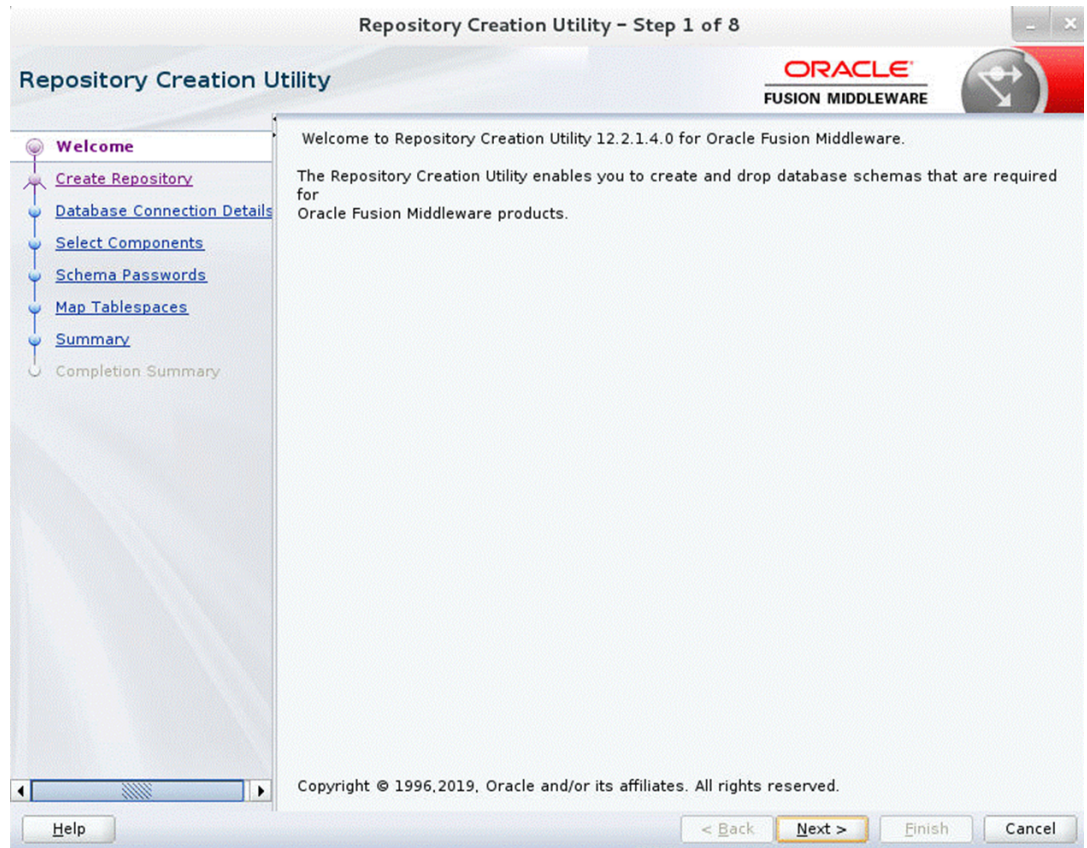 Repository Creation Utility – Step 1 of 8
Repository Creation Utility
ORACLE
FUSION MIDDLEWARE
Welcome
Create Repository
Database Connection Details
Select Components
Schema Passwords
Map Tablespaces
Summary
Completion Summary
Welcome to Repository Creation Utility 12.2.1.4.0 for Oracle Fusion Middleware.
The Repository Creation Utility enables you to create and drop database schemas that are required
for
Oracle Fusion Middleware products.
Copyright © 1996,2019, Oracle and/or its affiliates. All rights reserved.
Help
< Back
Next >
Finish
Cancel